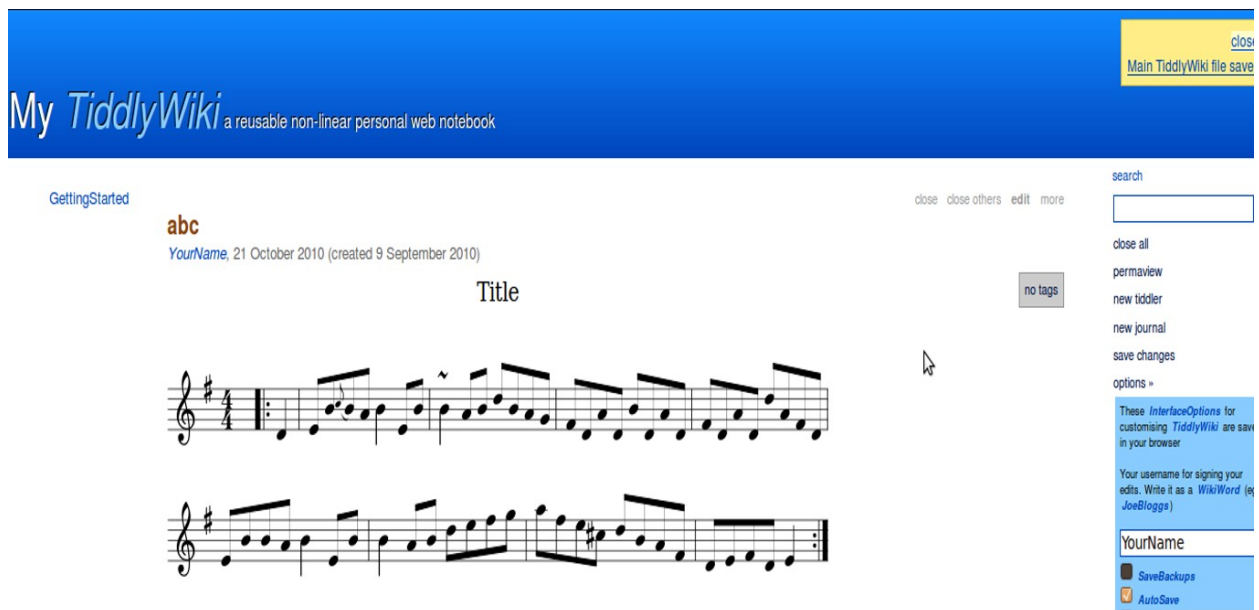 close
Main TiddlyWiki file save
My TiddlyWiki a reusable non-linear personal web notebook
GettingStarted
close close others edit more
abc
YourName, 21 October 2010 (created 9 September 2010)
Title
no tags
4
4
search
close all
permaview
new tiddler
new journal
save changes
options »
These InterfaceOptions for
customising TiddlyWiki are save
in your browser
Your username for signing your
edits. Write it as a WikiWord (eg
JoeBloggs)
YourName
SaveBackups
AutoSave